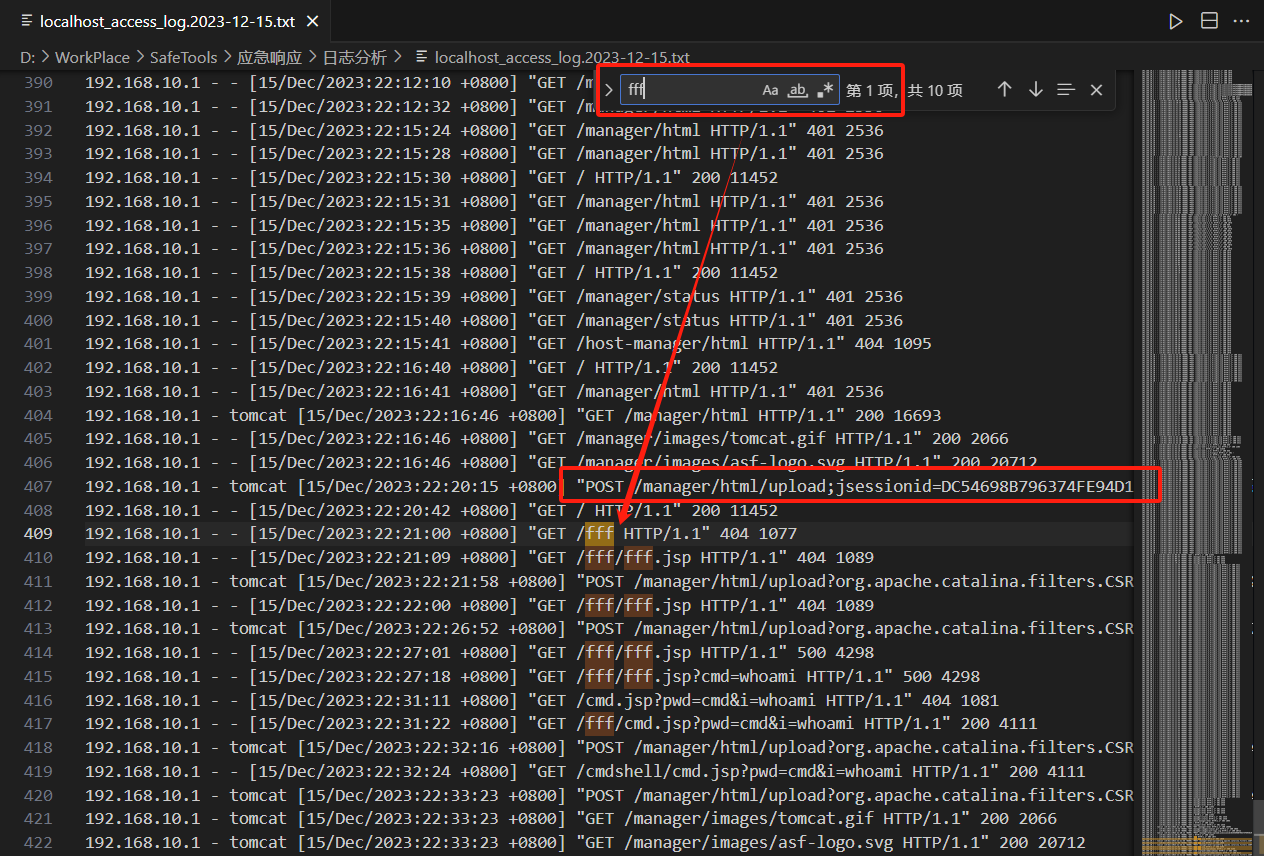 localhost_access_log.2023-12-15.txt
D: > WorkPlace > SafeTools > 应急响应 > 日志分析 > localhost_access_log.2023-12-15.txt
fff Aa ab 第 1 项, 共 10 项
390 192.168.10.1 - - [15/Dec/2023:22:12:10 +0800] "GET /m
391 192.168.10.1 - - [15/Dec/2023:22:12:32 +0800] "GET /manager/html HTTP/1.1" 401 2536
392 192.168.10.1 - - [15/Dec/2023:22:15:24 +0800] "GET /manager/html HTTP/1.1" 401 2536
393 192.168.10.1 - - [15/Dec/2023:22:15:28 +0800] "GET /manager/html HTTP/1.1" 401 2536
394 192.168.10.1 - - [15/Dec/2023:22:15:30 +0800] "GET / HTTP/1.1" 200 11452
395 192.168.10.1 - - [15/Dec/2023:22:15:31 +0800] "GET /manager/html HTTP/1.1" 401 2536
396 192.168.10.1 - - [15/Dec/2023:22:15:35 +0800] "GET /manager/html HTTP/1.1" 401 2536
397 192.168.10.1 - - [15/Dec/2023:22:15:36 +0800] "GET /manager/html HTTP/1.1" 401 2536
398 192.168.10.1 - - [15/Dec/2023:22:15:38 +0800] "GET / HTTP/1.1" 200 11452
399 192.168.10.1 - - [15/Dec/2023:22:15:39 +0800] "GET /manager/status HTTP/1.1" 401 2536
400 192.168.10.1 - - [15/Dec/2023:22:15:40 +0800] "GET /manager/status HTTP/1.1" 401 2536
401 192.168.10.1 - - [15/Dec/2023:22:15:41 +0800] "GET /host-manager/html HTTP/1.1" 404 1095
402 192.168.10.1 - - [15/Dec/2023:22:16:40 +0800] "GET / HTTP/1.1" 200 11452
403 192.168.10.1 - - [15/Dec/2023:22:16:41 +0800] "GET /manager/html HTTP/1.1" 401 2536
404 192.168.10.1 - tomcat [15/Dec/2023:22:16:46 +0800] "GET /manager/html HTTP/1.1" 200 16693
405 192.168.10.1 - - [15/Dec/2023:22:16:46 +0800] "GET /manager/images/tomcat.gif HTTP/1.1" 200 2066
406 192.168.10.1 - - [15/Dec/2023:22:16:46 +0800] "GET /manager/images/asf-logo.svg HTTP/1.1" 200 20712
407 192.168.10.1 - tomcat [15/Dec/2023:22:20:15 +0800] "POST /manager/html/upload;jsessionid=DC54698B796374FE94D1
408 192.168.10.1 - - [15/Dec/2023:22:20:42 +0800] "GET / HTTP/1.1" 200 11452
409 192.168.10.1 - - [15/Dec/2023:22:21:00 +0800] "GET /fff HTTP/1.1" 404 1077
410 192.168.10.1 - - [15/Dec/2023:22:21:09 +0800] "GET /fff/fff.jsp HTTP/1.1" 404 1089
411 192.168.10.1 - tomcat [15/Dec/2023:22:21:58 +0800] "POST /manager/html/upload?org.apache.catalina.filters.CSR
412 192.168.10.1 - - [15/Dec/2023:22:22:00 +0800] "GET /fff/fff.jsp HTTP/1.1" 404 1089
413 192.168.10.1 - tomcat [15/Dec/2023:22:26:52 +0800] "POST /manager/html/upload?org.apache.catalina.filters.CSR
414 192.168.10.1 - - [15/Dec/2023:22:27:01 +0800] "GET /fff/fff.jsp HTTP/1.1" 500 4298
415 192.168.10.1 - - [15/Dec/2023:22:27:18 +0800] "GET /fff/fff.jsp?cmd=whoami HTTP/1.1" 500 4298
416 192.168.10.1 - - [15/Dec/2023:22:31:11 +0800] "GET /cmd.jsp?pwd=cmd&i=whoami HTTP/1.1" 404 1081
417 192.168.10.1 - - [15/Dec/2023:22:31:22 +0800] "GET /fff/cmd.jsp?pwd=cmd&i=whoami HTTP/1.1" 200 4111
418 192.168.10.1 - tomcat [15/Dec/2023:22:32:16 +0800] "POST /manager/html/upload?org.apache.catalina.filters.CSR
419 192.168.10.1 - - [15/Dec/2023:22:32:24 +0800] "GET /cmdshell/cmd.jsp?pwd=cmd&i=whoami HTTP/1.1" 200 4111
420 192.168.10.1 - tomcat [15/Dec/2023:22:33:23 +0800] "POST /manager/html/upload?org.apache.catalina.filters.CSR
421 192.168.10.1 - - [15/Dec/2023:22:33:23 +0800] "GET /manager/images/tomcat.gif HTTP/1.1" 200 2066
422 192.168.10.1 - - [15/Dec/2023:22:33:23 +0800] "GET /manager/images/asf-logo.svg HTTP/1.1" 200 20712